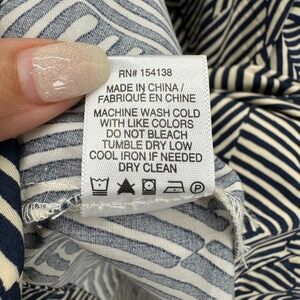 RN# 154138
MADE IN CHINA /
FABRIQUÉ EN CHINE
MACHINE WASH COLD
WITH LIKE COLORS
DO NOT BLEACH
TUMBLE DRY LOW
COOL IRON IF NEEDED
DRY CLEAN